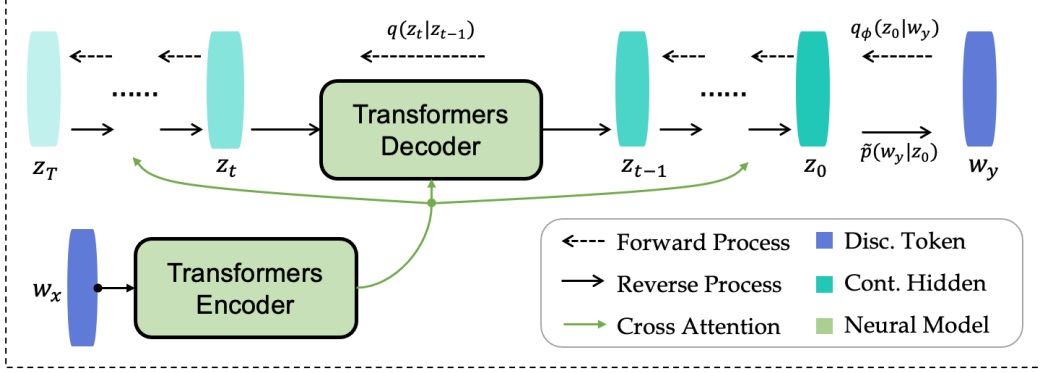 q(z_t|z_{t-1})
q_ϕ(z_0|w_y)
......
......
Transformers
Decoder
z_T
z_t
z_{t-1}
z_0
p̃(w_y|z_0)
w_y
w_x
Transformers
Encoder
Forward Process
Disc. Token
Reverse Process
Cont. Hidden
Cross Attention
Neural Model